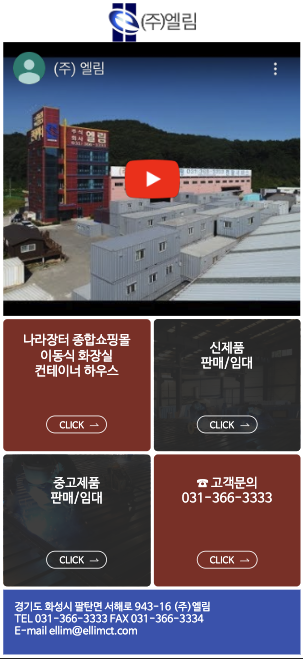 (주)엘림
(주) 엘림
주식
회사
엘림
031-366-3333
나라장터 종합쇼핑몰
이동식 화장실
컨테이너 하우스
CLICK →
신제품
판매/임대
CLICK →
중고제품
판매/임대
CLICK →
☎ 고객문의
031-366-3333
CLICK →
경기도 화성시 팔탄면 서해로 943-16 (주)엘림
TEL 031-366-3333 FAX 031-366-3334
E-mail ellim@ellimct.com